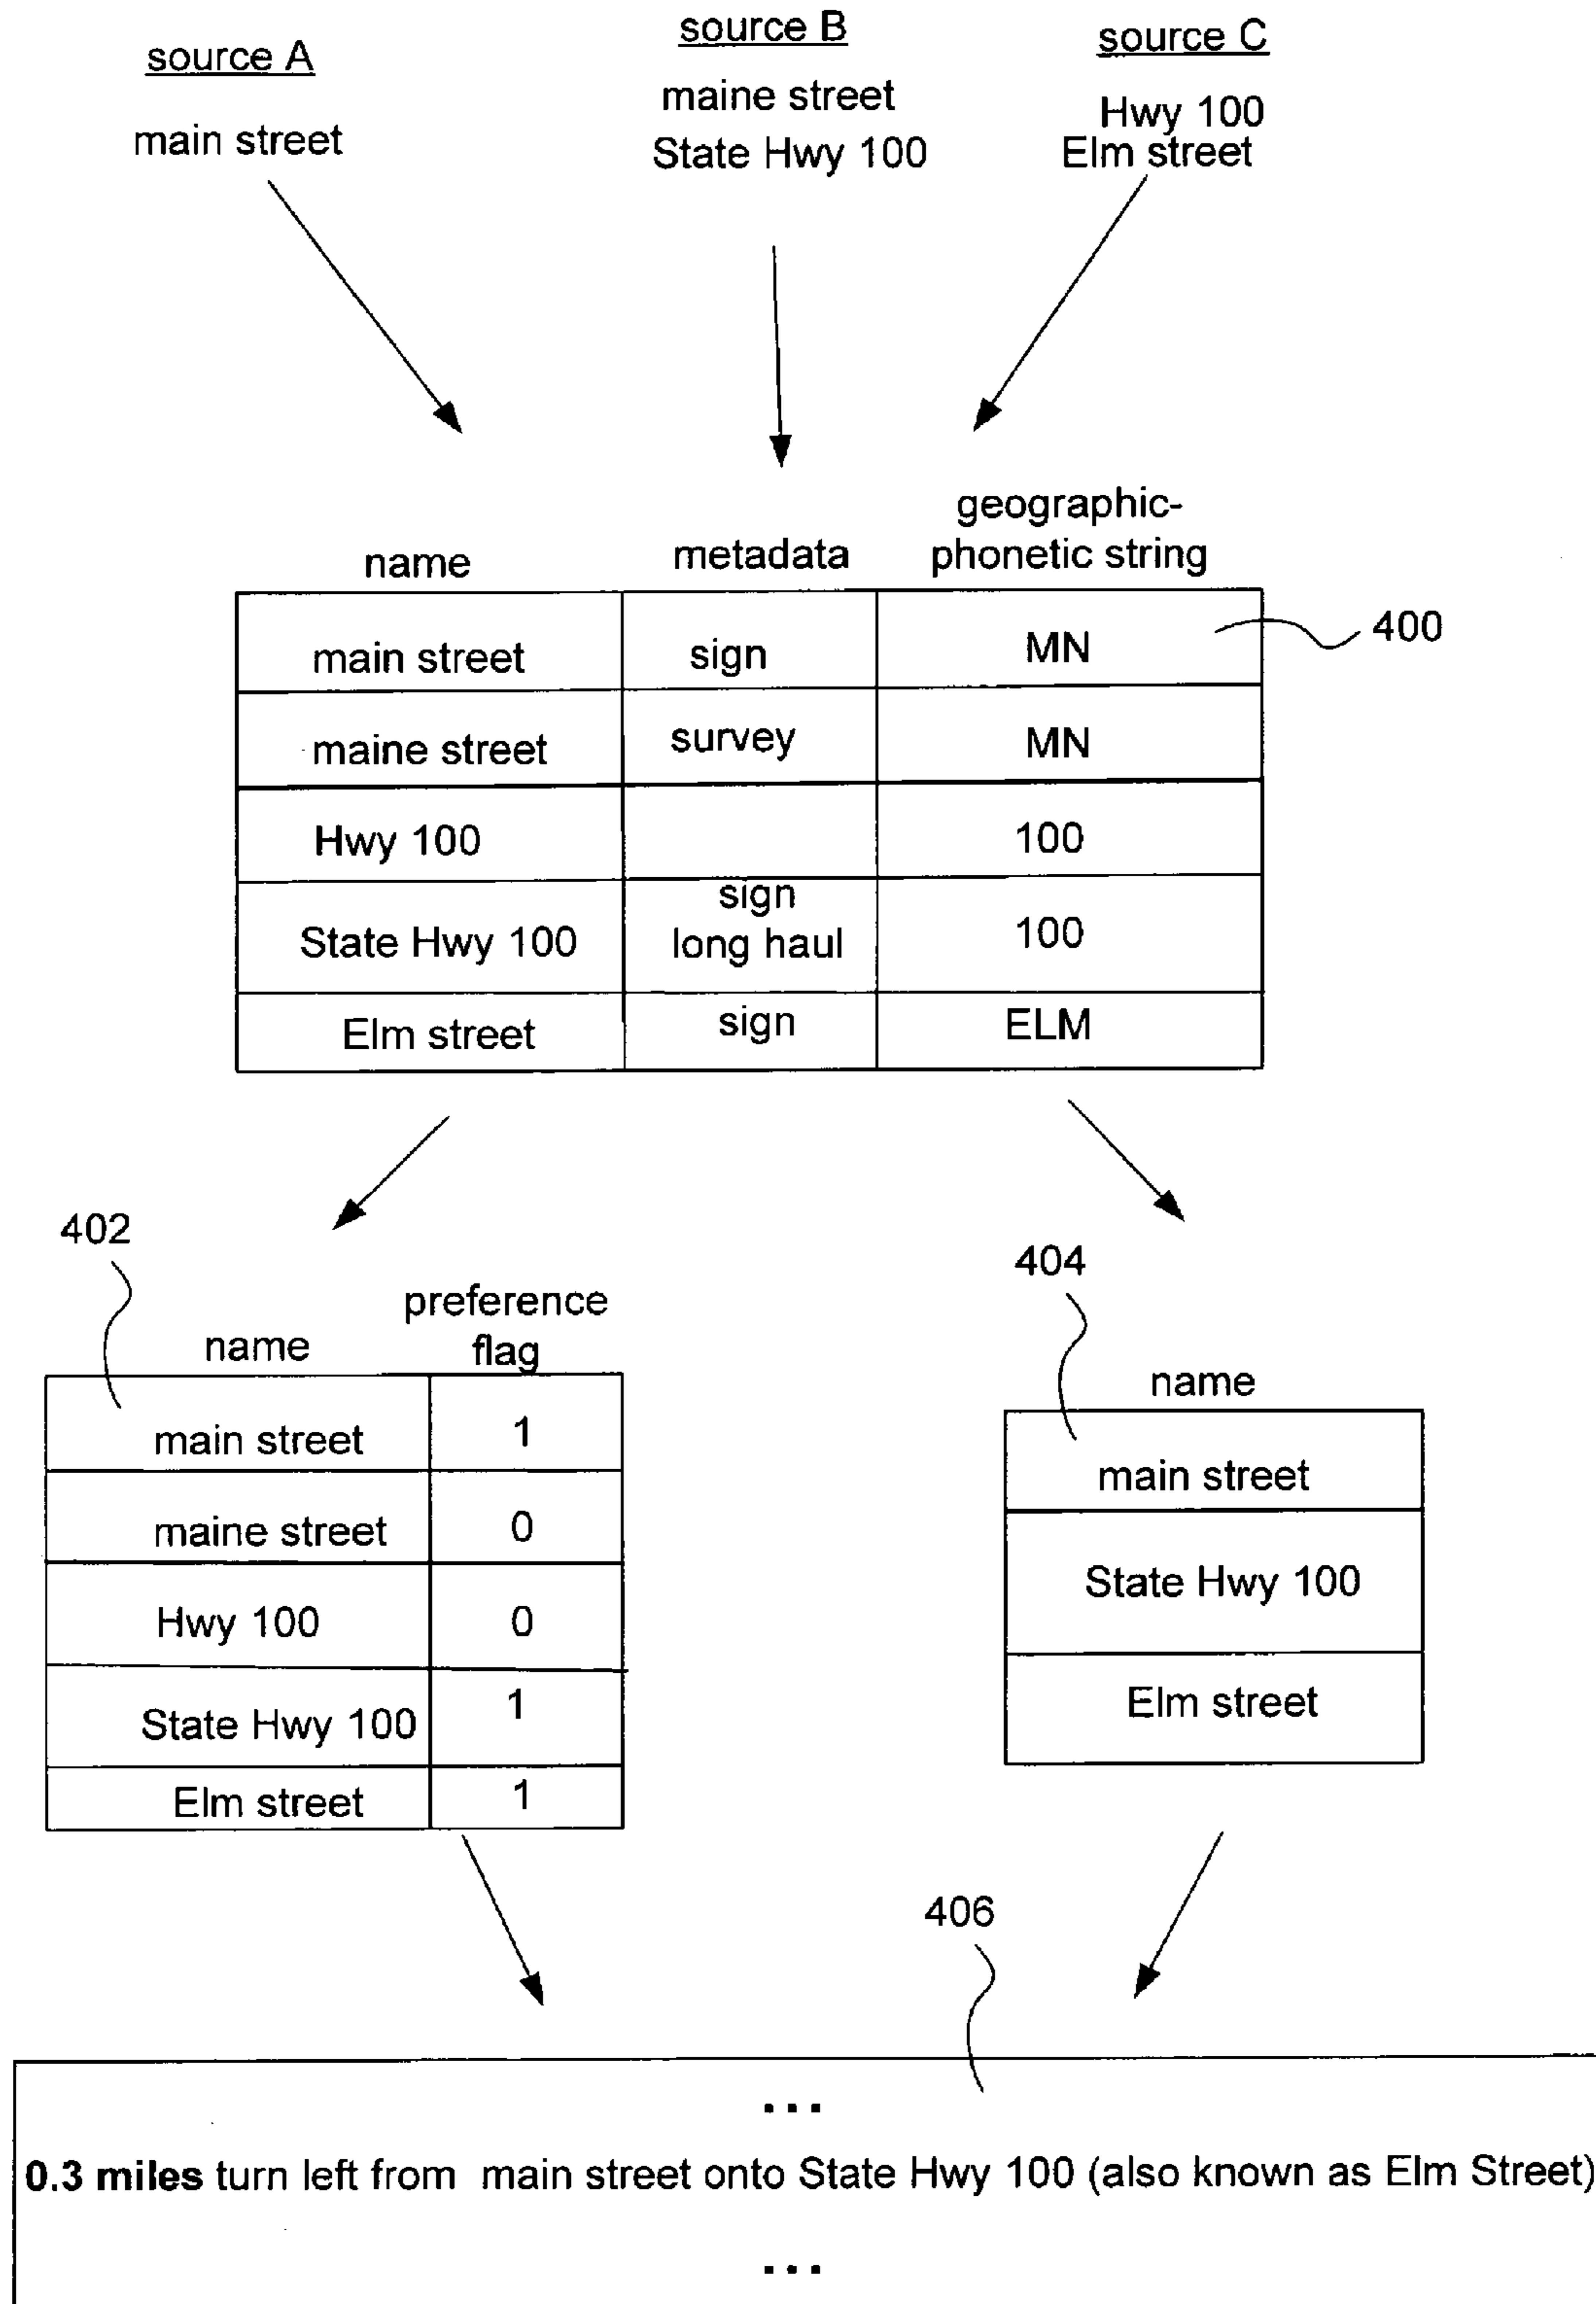 source A
main street
source B
maine street
State Hwy 100
source C
Hwy 100
Elm street
name
metadata
geographic-
phonetic string
main street sign MN
400
maine street survey MN
Hwy 100 100
sign
State Hwy 100 long haul 100
Elm street sign ELM
402
name
preference
flag
main street 1
maine street 0
Hwy 100 0
State Hwy 100 1
Elm street 1
404
name
main street
State Hwy 100
Elm street
406
...
0.3 miles turn left from main street onto State Hwy 100 (also known as Elm Street)
...